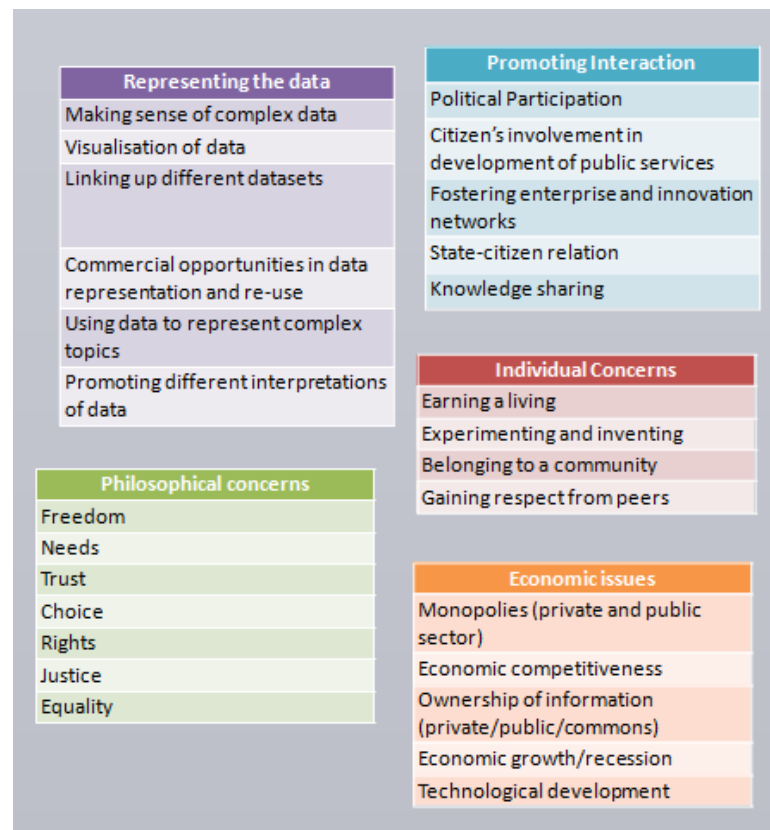 Representing the data
Making sense of complex data
Visualisation of data
Linking up different datasets
Commercial opportunities in data
representation and re-use
Using data to represent complex
topics
Promoting different interpretations
of data
Promoting Interaction
Political Participation
Citizen's involvement in
development of public services
Fostering enterprise and innovation
networks
State-citizen relation
Knowledge sharing
Individual Concerns
Earning a living
Experimenting and inventing
Belonging to a community
Gaining respect from peers
Philosophical concerns
Freedom
Needs
Trust
Choice
Rights
Justice
Equality
Economic issues
Monopolies (private and public
sector)
Economic competitiveness
Ownership of information
(private/public/commons)
Economic growth/recession
Technological development